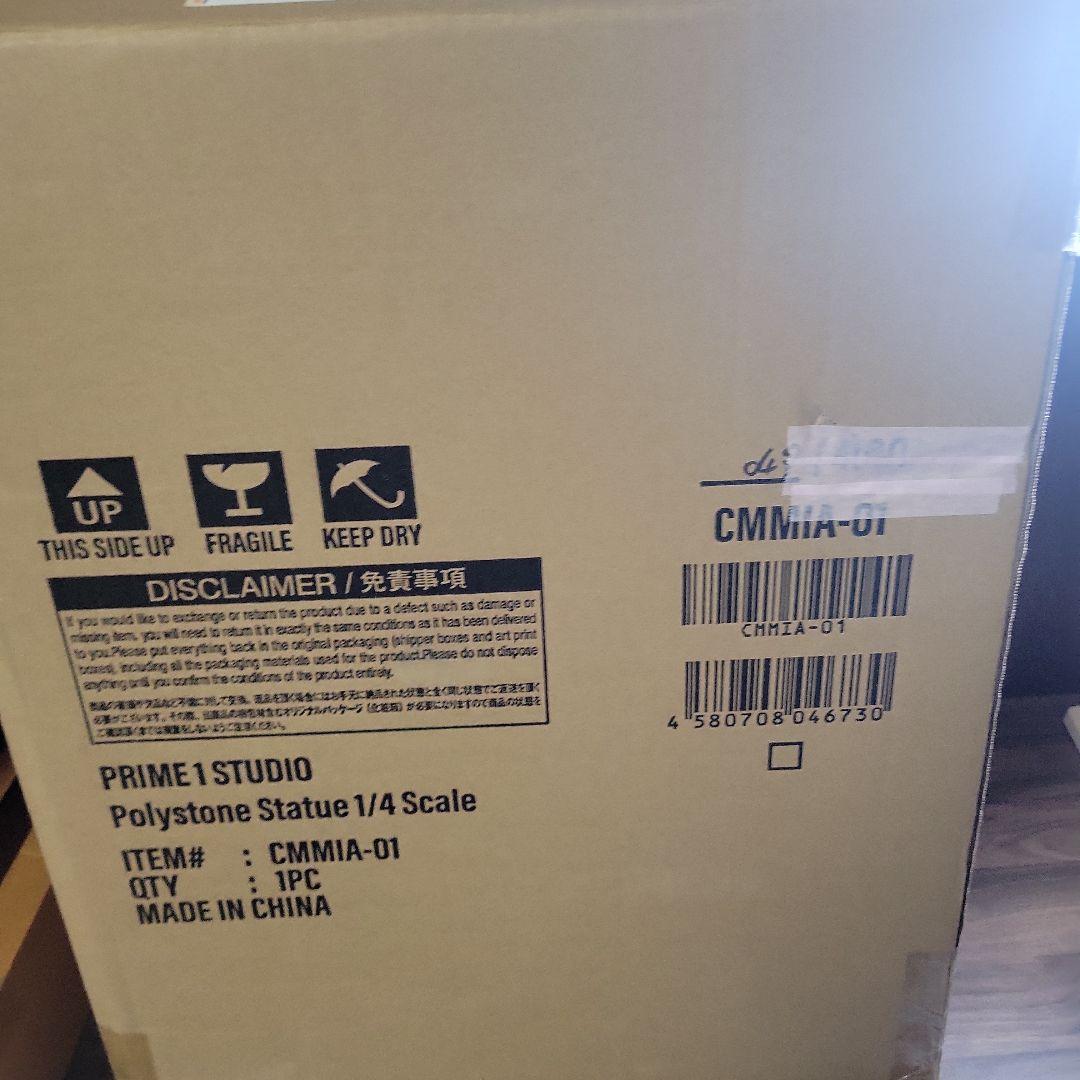 UP
THIS SIDE UP
FRAGILE
KEEP DRY
DISCLAIMER / 免責事項
If you would like to exchange or return the product due to a defect such as damage or
missing item, you will need to return it in exactly the same conditions as it has been delivered
to you.Please put everything back in the original packaging (shipper boxes and art print
boxes), including all the packaging materials used for the product.Please do not dispose
anything until you confirm the conditions of the product entirely.
PRIME 1 STUDIO
Polystone Statue 1/4 Scale
ITEM# : CMMIA-01
QTY : 1PC
MADE IN CHINA
CMMIA-01
CMMIA-01
4 580708 046730